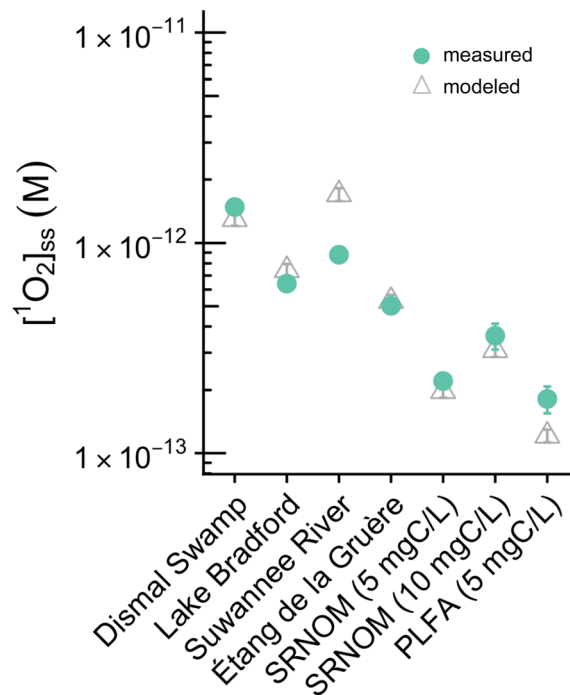 1 × 10⁻¹¹
measured
modeled
[¹O₂]ss (M)
1 × 10⁻¹²
1 × 10⁻¹³
Dismal Swamp
Lake Bradford
Suwannee River
Étang de la Gruère
SRNOM (5 mgC/L)
SRNOM (10 mgC/L)
PLFA (5 mgC/L)